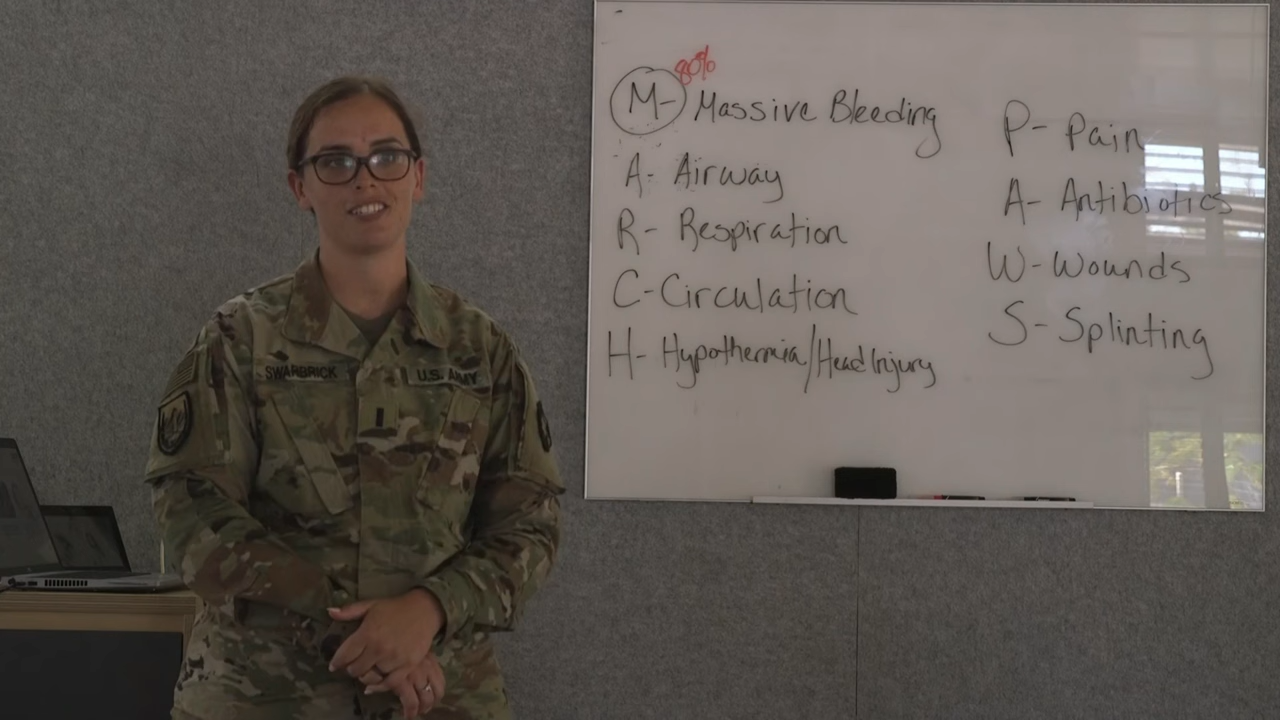 80%
M- Massive Bleeding
A- Airway
R- Respiration
C- Circulation
H- Hypothermia/Head Injury
P- Pain
A- Antibiotics
W- Wounds
S- Splinting
SWARBRICK
U.S. ARMY